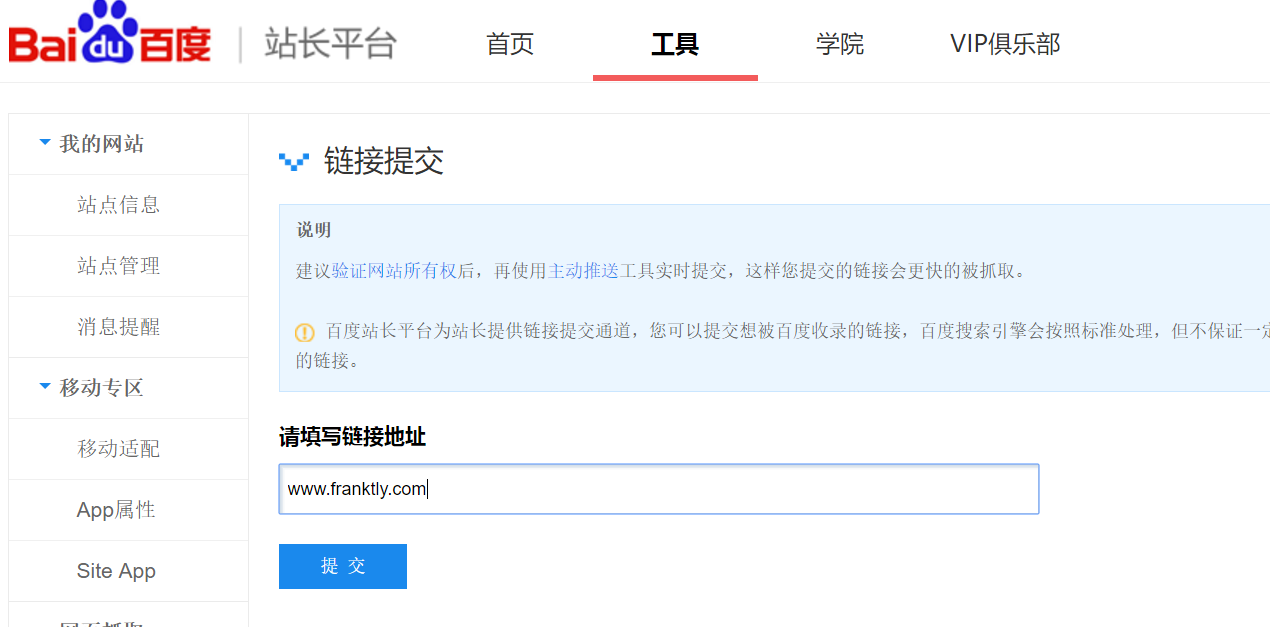 Baidu百度 站长平台 首页 工具 学院 VIP俱乐部
我的网站
站点信息
站点管理
消息提醒
移动专区
移动适配
App属性
Site App
链接提交
说明
建议验证网站所有权后，再使用主动推送工具实时提交，这样您提交的链接会更快的被抓取。
百度站长平台为站长提供链接提交通道，您可以提交想被百度收录的链接，百度搜索引擎会按照标准处理，但不保证一定
的链接。
请填写链接地址
www.franktly.com
提 交